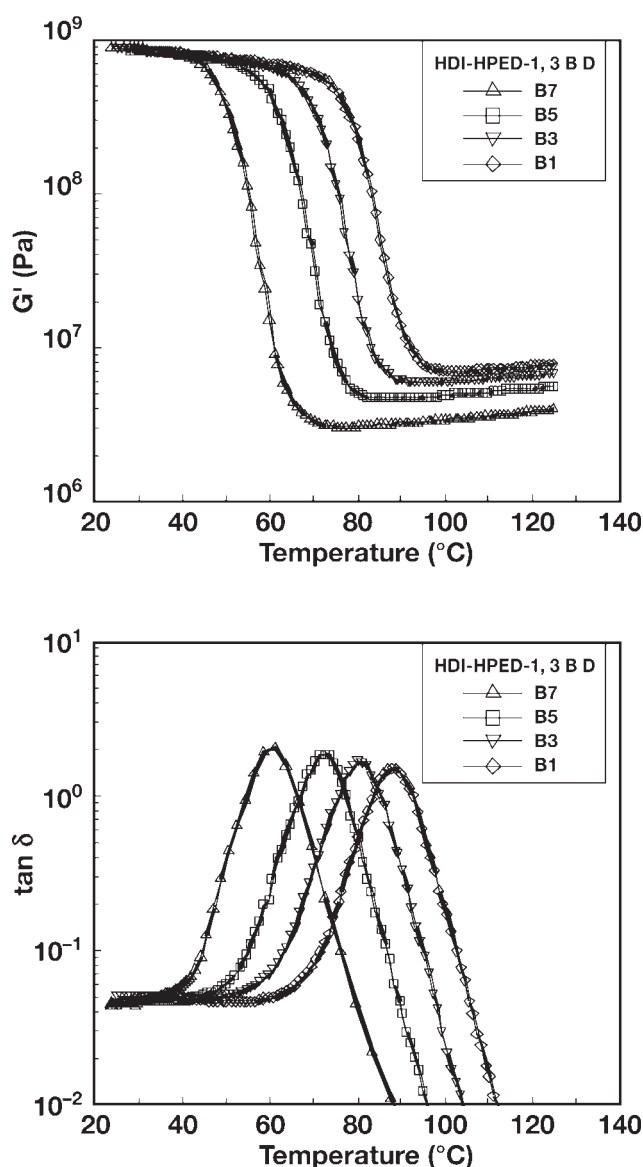 10⁹
HDI-HPED-1, 3 B D
B7
B5
B3
B1
10⁸
G' (Pa)
10⁷
10⁶
20 40 60 80 100 120 140
Temperature (°C)
10¹
HDI-HPED-1, 3 B D
B7
B5
B3
B1
10⁰
tan δ
10⁻¹
10⁻²
20 40 60 80 100 120 140
Temperature (°C)